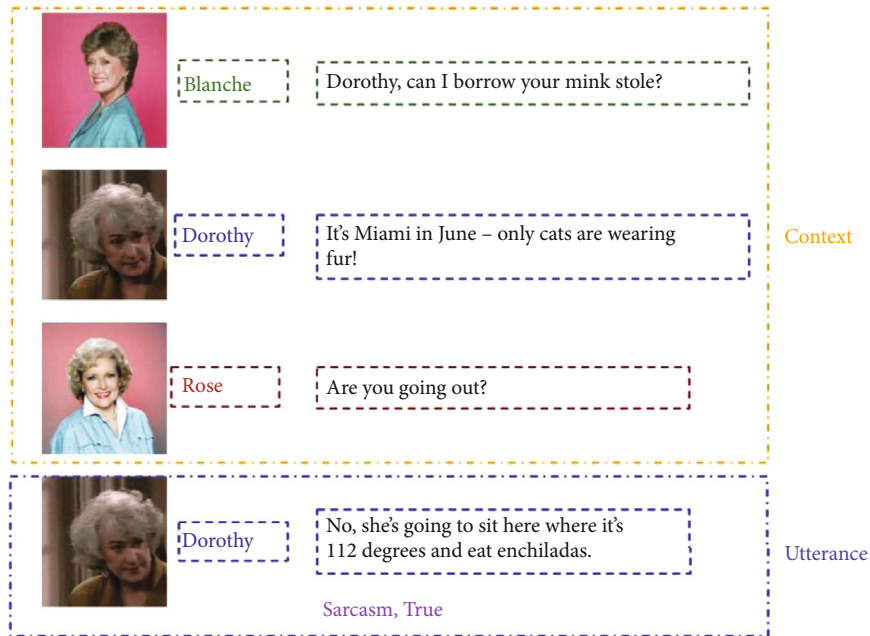 Blanche
Dorothy, can I borrow your mink stole?
Dorothy
It's Miami in June – only cats are wearing
fur!
Context
Rose
Are you going out?
Dorothy
No, she's going to sit here where it's
112 degrees and eat enchiladas.
Utterance
Sarcasm, True